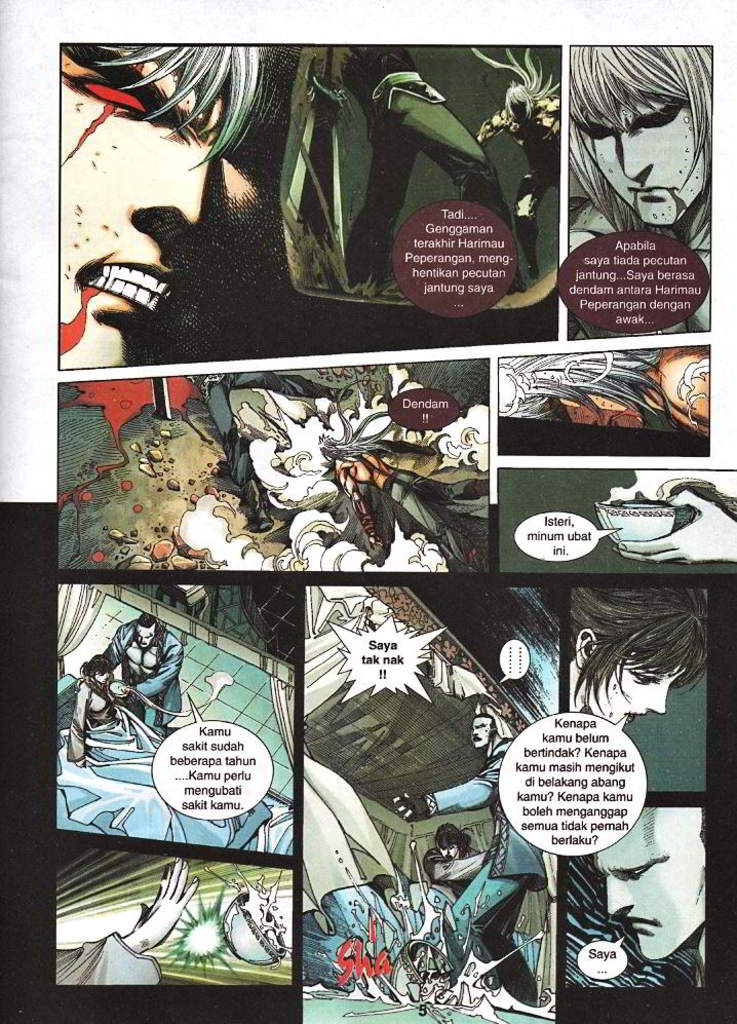 Tadi....
Genggaman
terakhir Harimau
Peperangan, meng-
hentikan pecutan
jantung saya
...
Apabila
saya tiada pecutan
jantung...Saya berasa
dendam antara Harimau
Peperangan dengan
awak...
Dendam
!!
Isteri,
minum ubat
ini.
Kamu
sakit sudah
beberapa tahun
....Kamu perlu
mengubati
sakit kamu.
Saya
tak nak
!!
Kenapa
kamu belum
bertindak? Kenapa
kamu masih mengikut
di belakang abang
kamu? Kenapa kamu
boleh menganggap
semua tidak pernah
berlaku?
Saya
...
Sha
5